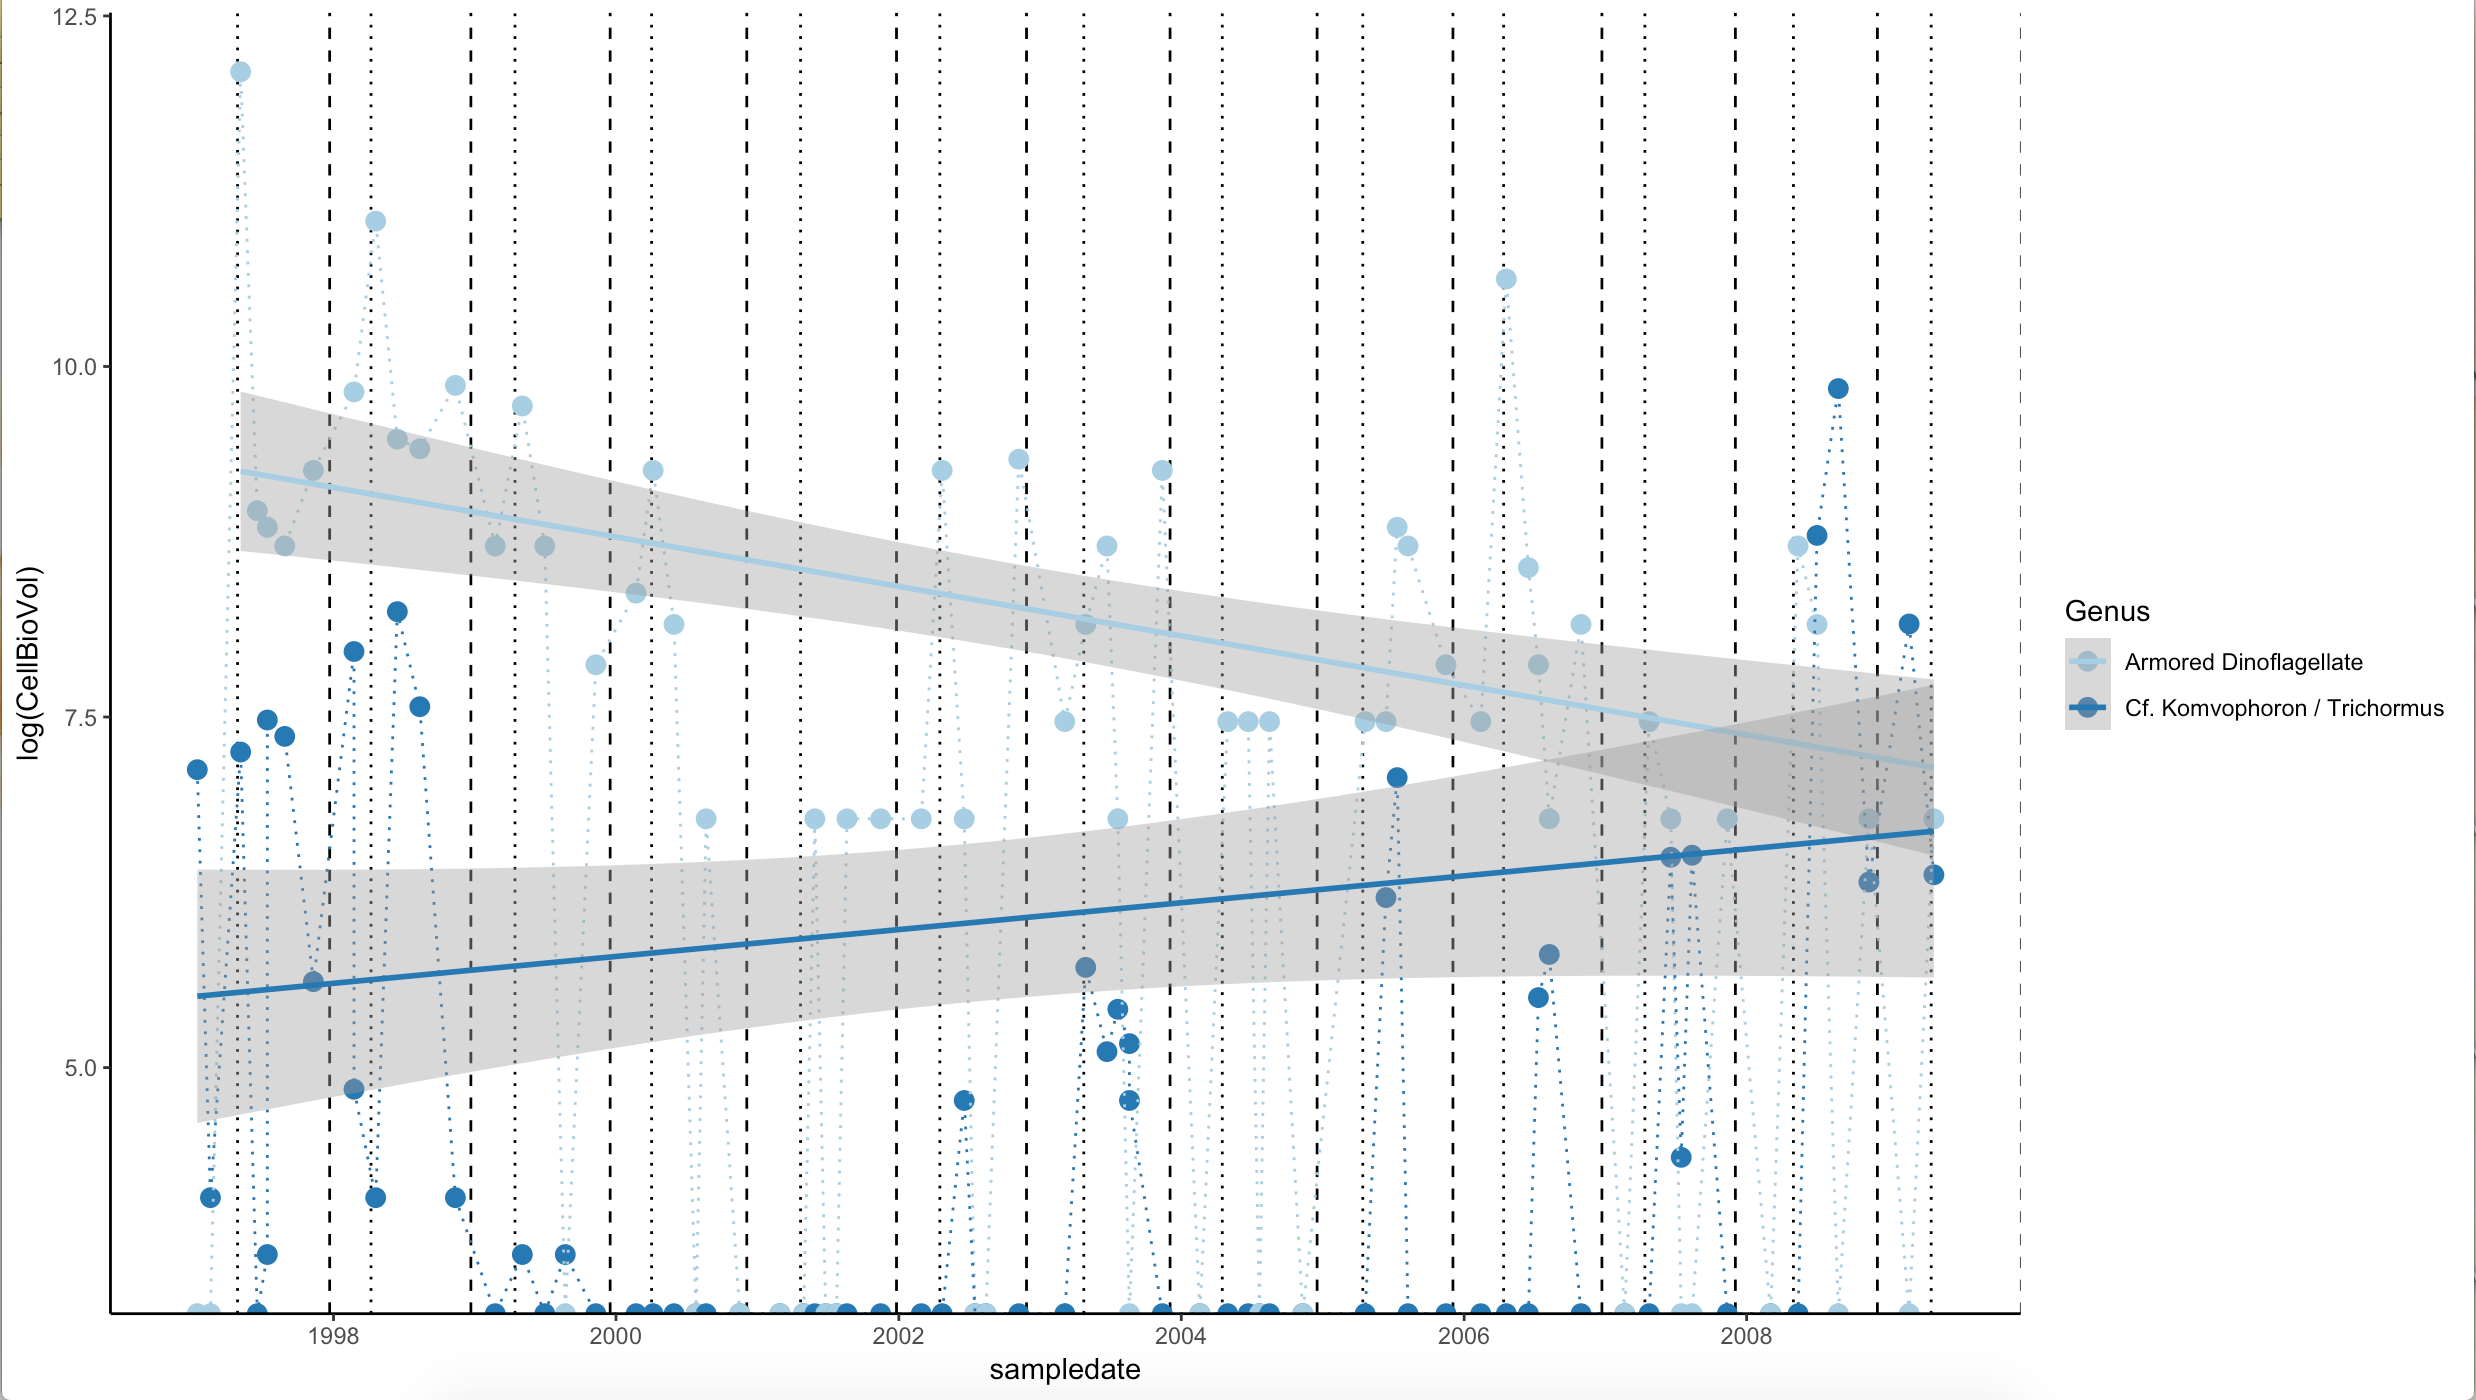 12.5
10.0
7.5
5.0
log(CellBioVol)
1998 2000 2002 2004 2006 2008
sampledate
Genus
Armored Dinoflagellate
Cf. Komvophoron / Trichormus